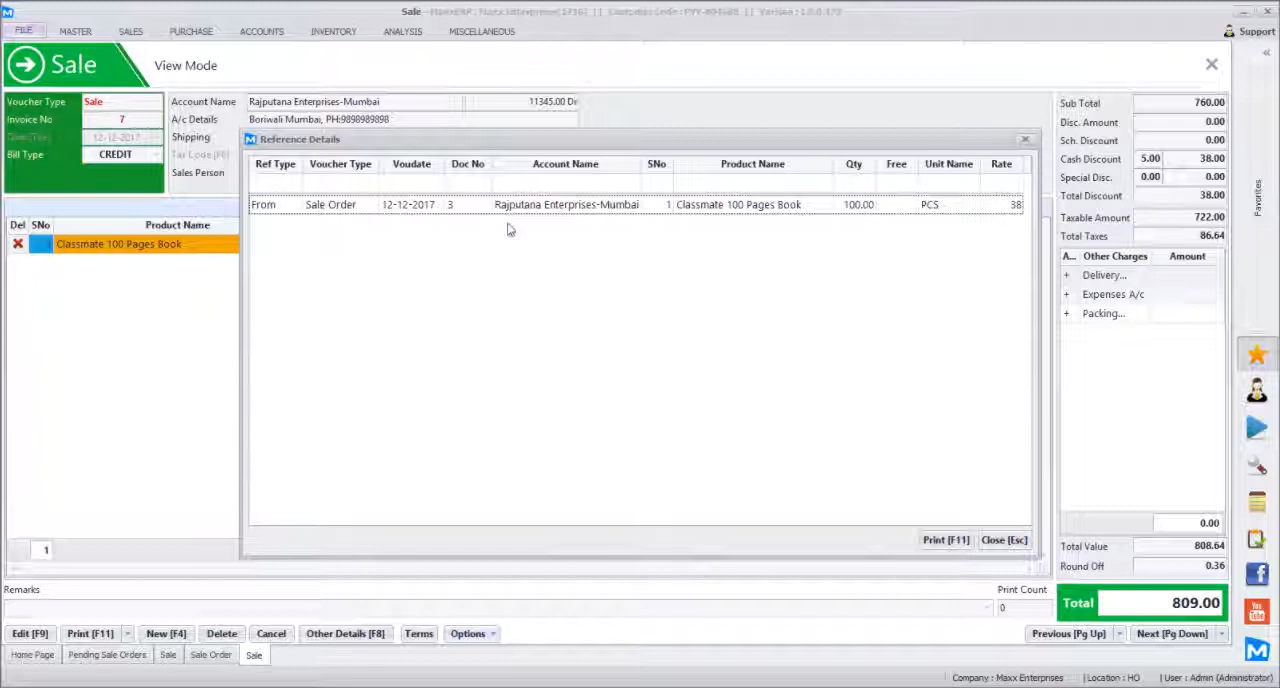 Sale
FILE MASTER SALES PURCHASE ACCOUNTS INVENTORY ANALYSIS MISCELLANEOUS Support
Sale View Mode
Voucher Type Sale Account Name Rajputana Enterprises-Mumbai 11345.00 Dr Sub Total 760.00
Invoice No 7 A/c Details Boriwali Mumbai, PH:9898989898 Disc. Amount 0.00
12-12-2017 Shipping Sch. Discount 0.00
Bill Type CREDIT Tax Code [F6] Cash Discount 5.00 38.00
Sales Person Special Disc. 0.00 0.00
Total Discount 38.00
Taxable Amount 722.00
Total Taxes 86.64
Reference Details
Ref Type Voucher Type Voudate Doc No Account Name SNo Product Name Qty Free Unit Name Rate
From Sale Order 12-12-2017 3 Rajputana Enterprises-Mumbai 1 Classmate 100 Pages Book 100.00 PCS 38
Print [F11] Close [Esc]
Del SNo Product Name
Classmate 100 Pages Book
1
A... Other Charges Amount
+ Delivery...
+ Expenses A/c
+ Packing...
0.00
Total Value 808.64
Round Off 0.36
Favorites
Remarks Print Count
0
Total 809.00
Edit [F9] Print [F11] New [F4] Delete Cancel Other Details [F8] Terms Options Previous [Pg Up] Next [Pg Down]
Home Page Pending Sale Orders Sale Sale Order Sale
Company : Maxx Enterprises | Location : HO | User : Admin (Administrator)
You
Tube